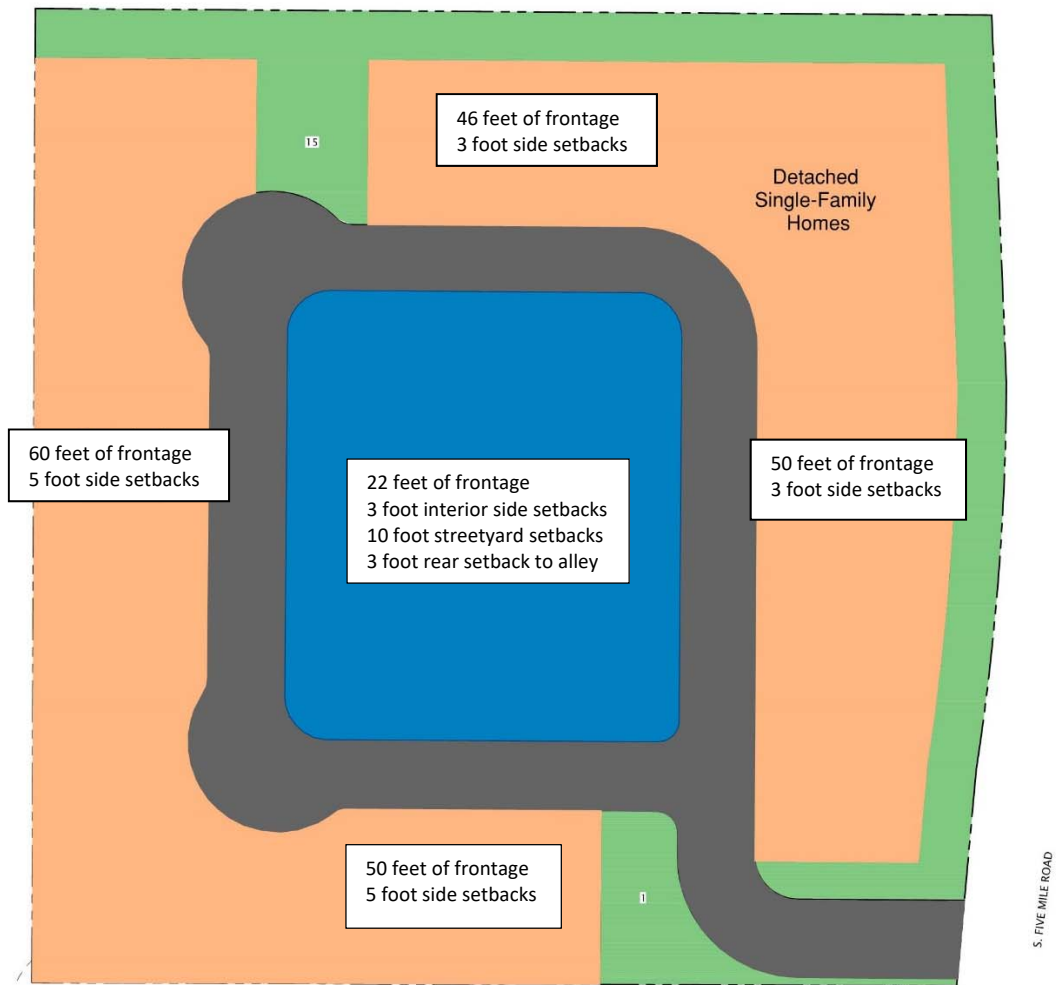 46 feet of frontage
3 foot side setbacks
15
Detached
Single-Family
Homes
60 feet of frontage
5 foot side setbacks
22 feet of frontage
3 foot interior side setbacks
10 foot streetyard setbacks
3 foot rear setback to alley
50 feet of frontage
3 foot side setbacks
50 feet of frontage
5 foot side setbacks
1
S. FIVE MILE ROAD